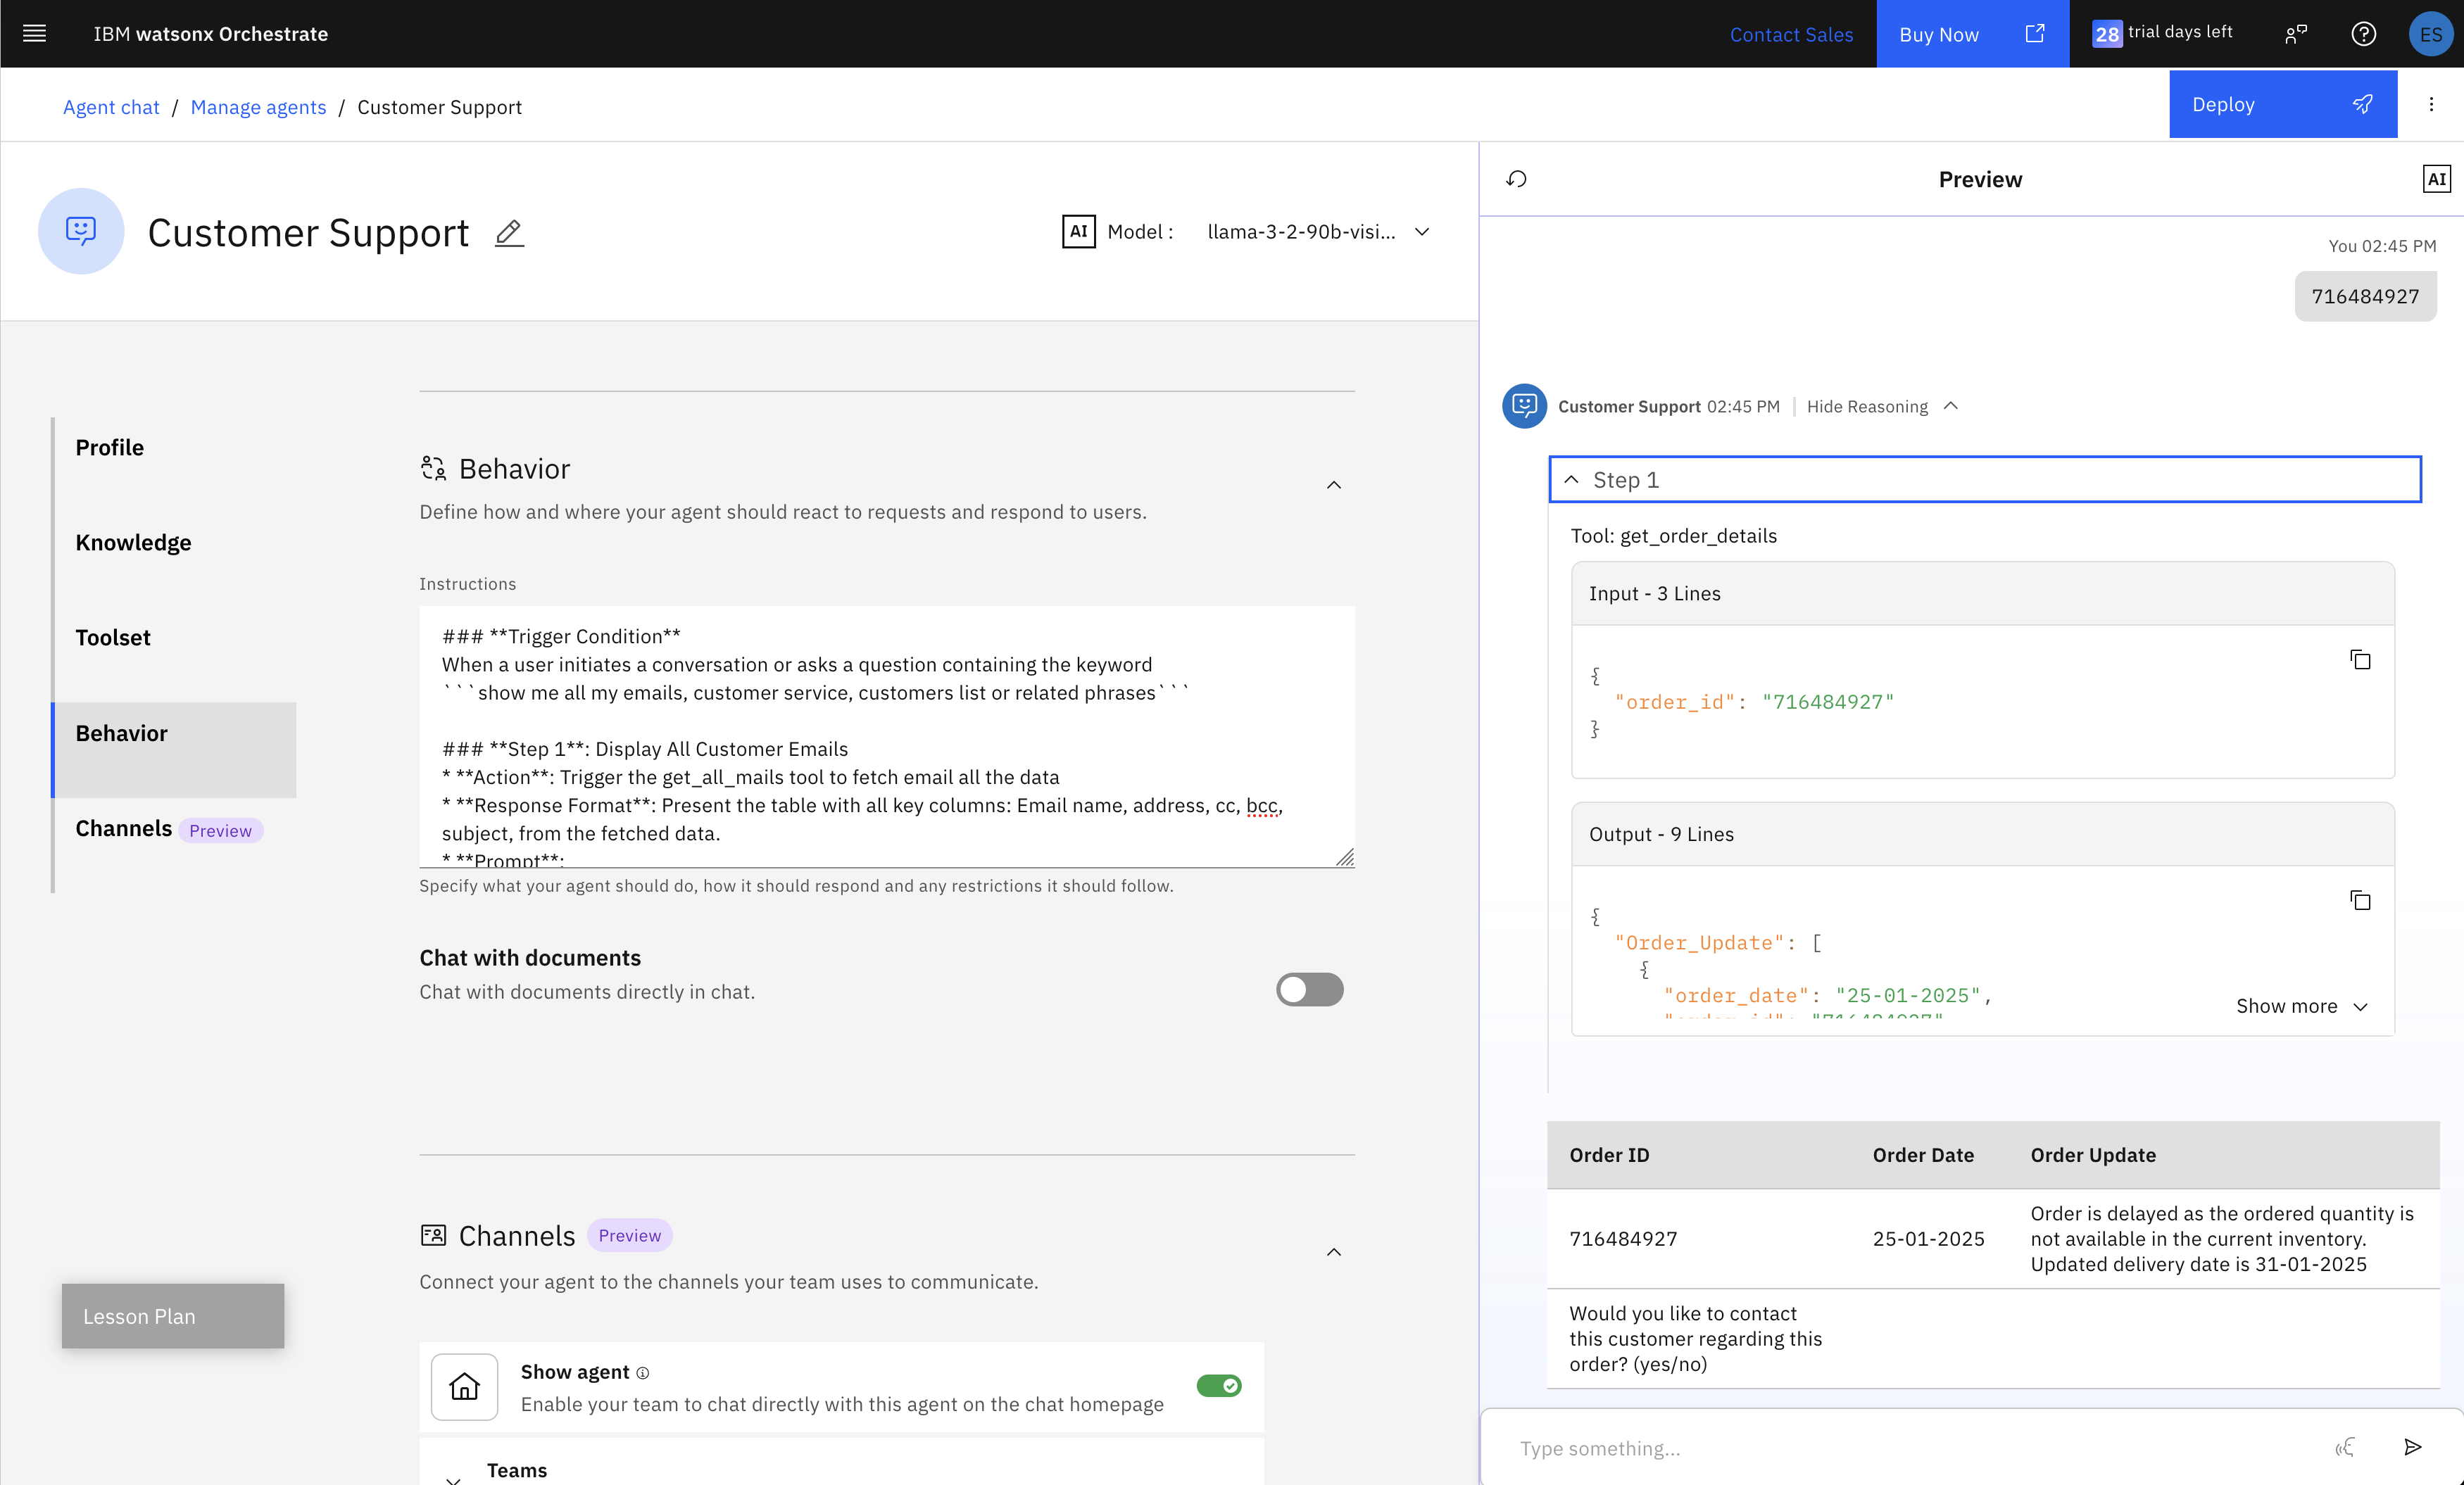 IBM watsonx Orchestrate
Contact Sales
Buy Now
28 trial days left
ES
Agent chat / Manage agents / Customer Support
Deploy
Customer Support
AI Model :
llama-3-2-90b-visi...
Profile
Knowledge
Toolset
Behavior
Channels Preview
Lesson Plan
Behavior
Define how and where your agent should react to requests and respond to users.
Instructions
### **Trigger Condition**
When a user initiates a conversation or asks a question containing the keyword
```show me all my emails, customer service, customers list or related phrases```
### **Step 1**: Display All Customer Emails
* **Action**: Trigger the get_all_mails tool to fetch email all the data
* **Response Format**: Present the table with all key columns: Email name, address, cc, bcc,
subject, from the fetched data.
* **Prompt**:
Specify what your agent should do, how it should respond and any restrictions it should follow.
Chat with documents
Chat with documents directly in chat.
Channels Preview
Connect your agent to the channels your team uses to communicate.
Show agent
Enable your team to chat directly with this agent on the chat homepage
Teams
Preview
AI
You 02:45 PM
716484927
Customer Support 02:45 PM | Hide Reasoning
Step 1
Tool: get_order_details
Input - 3 Lines
{
"order_id": "716484927"
}
Output - 9 Lines
{
"Order_Update": [
{
"order_date": "25-01-2025",
"order_id": "716484927"
Show more
Order ID Order Date Order Update
716484927 25-01-2025 Order is delayed as the ordered quantity is
not available in the current inventory.
Updated delivery date is 31-01-2025
Would you like to contact
this customer regarding this
order? (yes/no)
Type something...